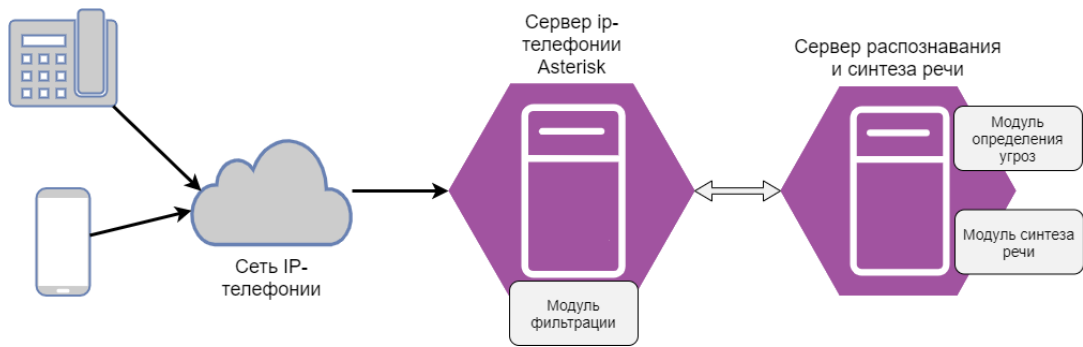 Сервер ip-
телефонии
Asterisk
Сервер распознавания
и синтеза речи
Модуль
определения
угроз
Модуль синтеза
речи
Сеть IP-
телефонии
Модуль
фильтрации